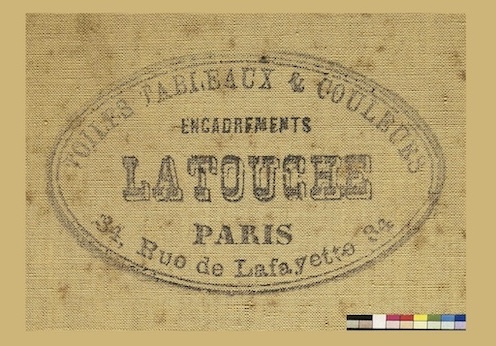 TOILES TABLEAUX & COULEURS
ENCADREMENTS
LATOUCHE
PARIS
34, Rue de Lafayette 34